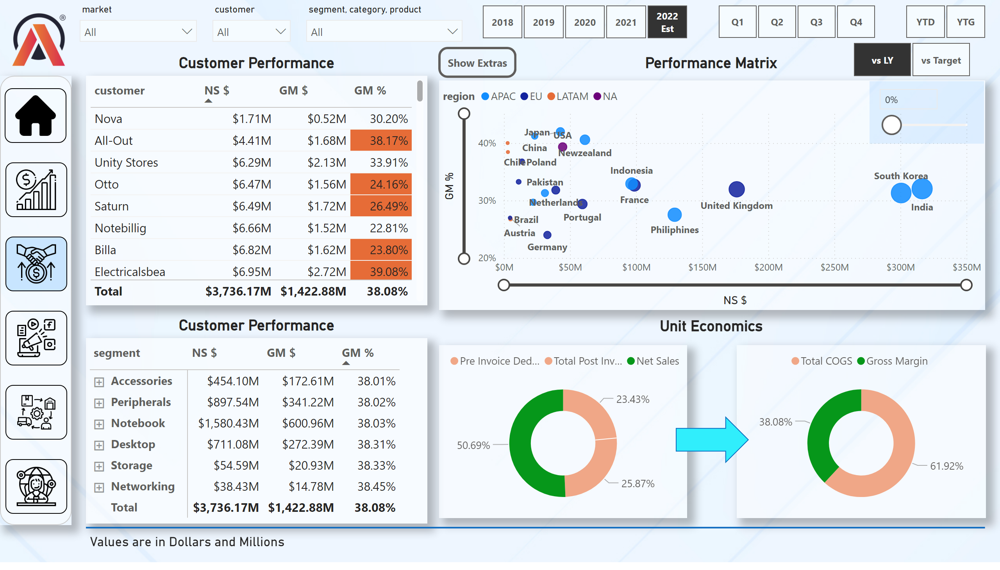 market customer segment, category, product
All All All
2018 2019 2020 2021 2022 Est Q1 Q2 Q3 Q4 YTD YTG
®
Show Extras
vs LY vs Target
Customer Performance
customer NS $ GM $ GM %
Nova $1.71M $0.52M 30.20%
All-Out $4.41M $1.68M 38.17%
Unity Stores $6.29M $2.13M 33.91%
Otto $6.47M $1.56M 24.16%
Saturn $6.49M $1.72M 26.49%
Notebillig $6.66M $1.52M 22.81%
Billa $6.82M $1.62M 23.80%
Electricalsbea $6.95M $2.72M 39.08%
Total $3,736.17M $1,422.88M 38.08%
Performance Matrix
region APAC EU LATAM NA
0%
GM %
40%
30%
20%
Japan
USA
China
Newzealand
Chile
Poland
Indonesia
South Korea
Pakistan
Netherlands
France
United Kingdom
India
Brazil
Portugal
Philiphines
Austria
Germany
$0M $50M $100M $150M $200M $250M $300M $350M
NS $
Customer Performance
segment NS $ GM $ GM %
Accessories $454.10M $172.61M 38.01%
Peripherals $897.54M $341.22M 38.02%
Notebook $1,580.43M $600.96M 38.03%
Desktop $711.08M $272.39M 38.31%
Storage $54.59M $20.93M 38.33%
Networking $38.43M $14.78M 38.45%
Total $3,736.17M $1,422.88M 38.08%
Unit Economics
Pre Invoice Ded... Total Post Inv... Net Sales
23.43%
50.69%
25.87%
Total COGS Gross Margin
38.08%
61.92%
Values are in Dollars and Millions